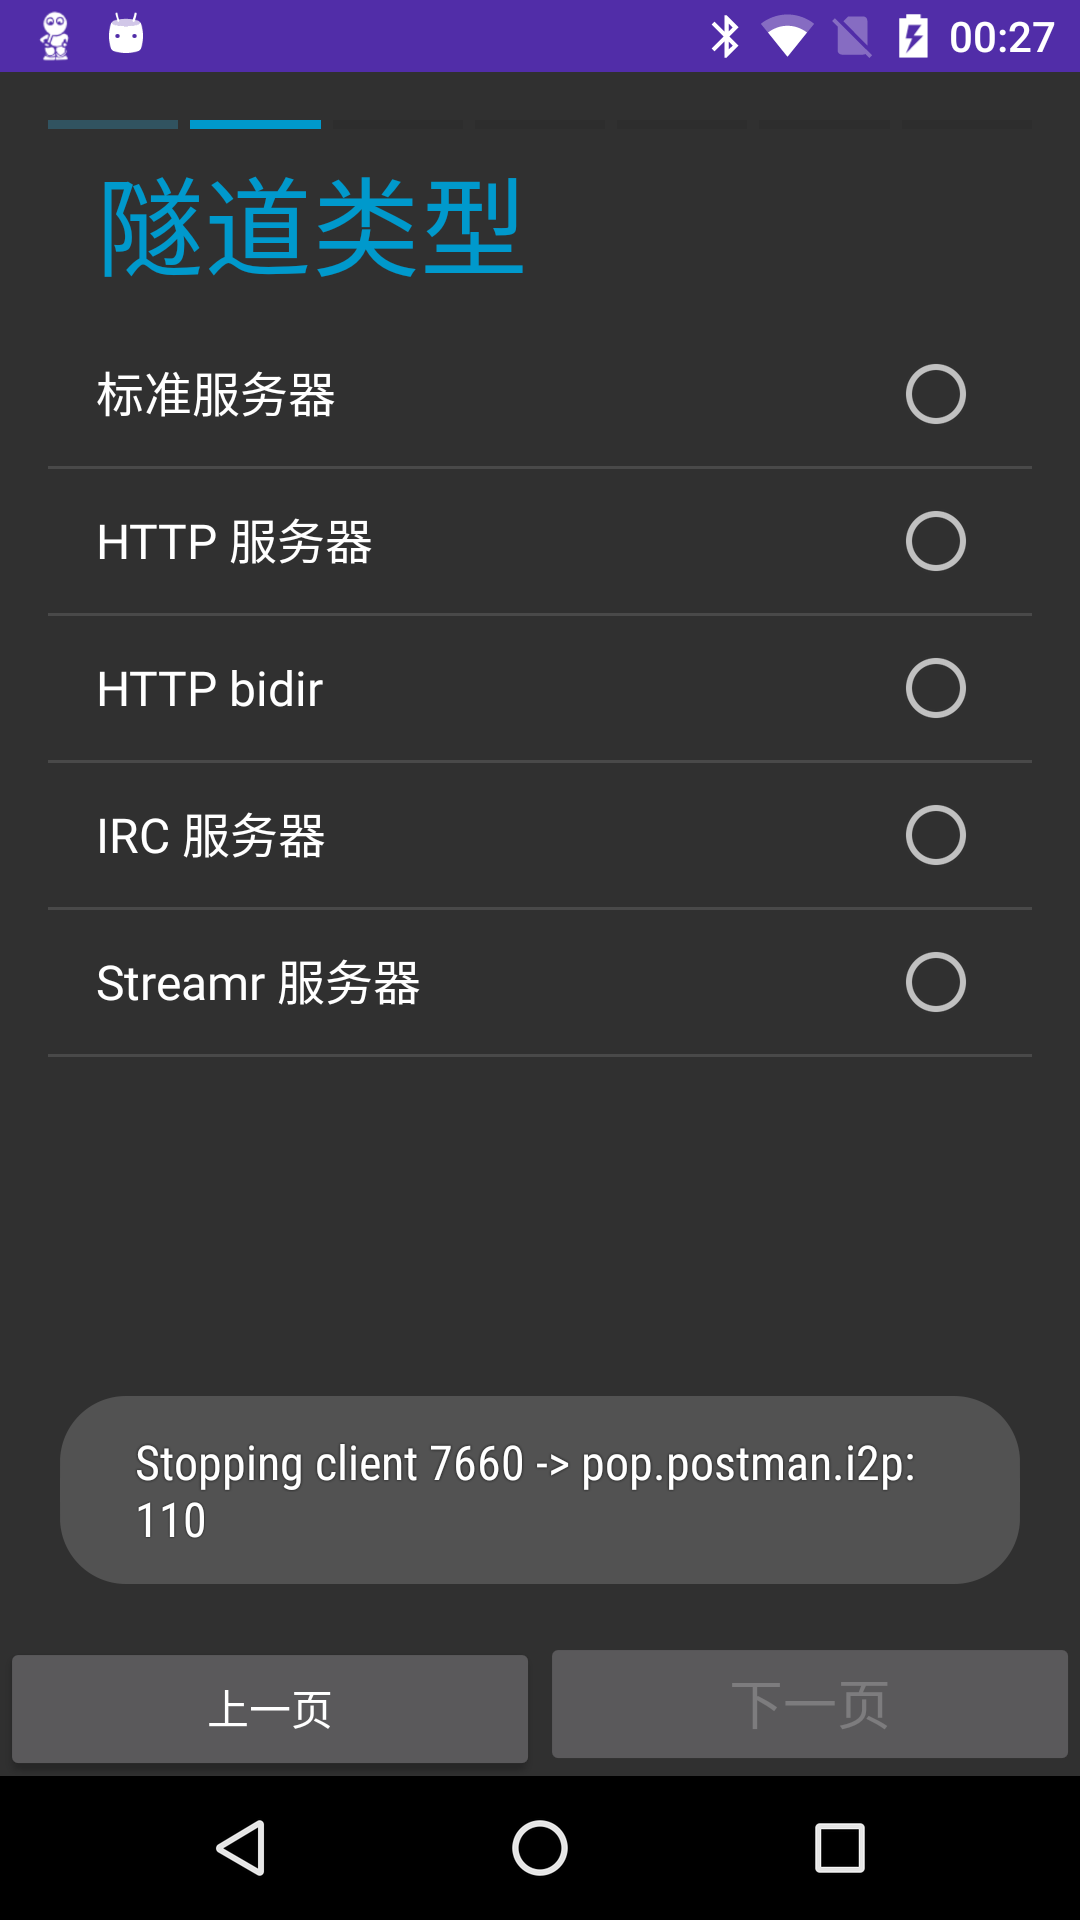 00:27
隧道类型
标准服务器
HTTP 服务器
HTTP bidir
IRC 服务器
Streamr 服务器
Stopping client 7660 -> pop.postman.i2p:
110
上一页
下一页